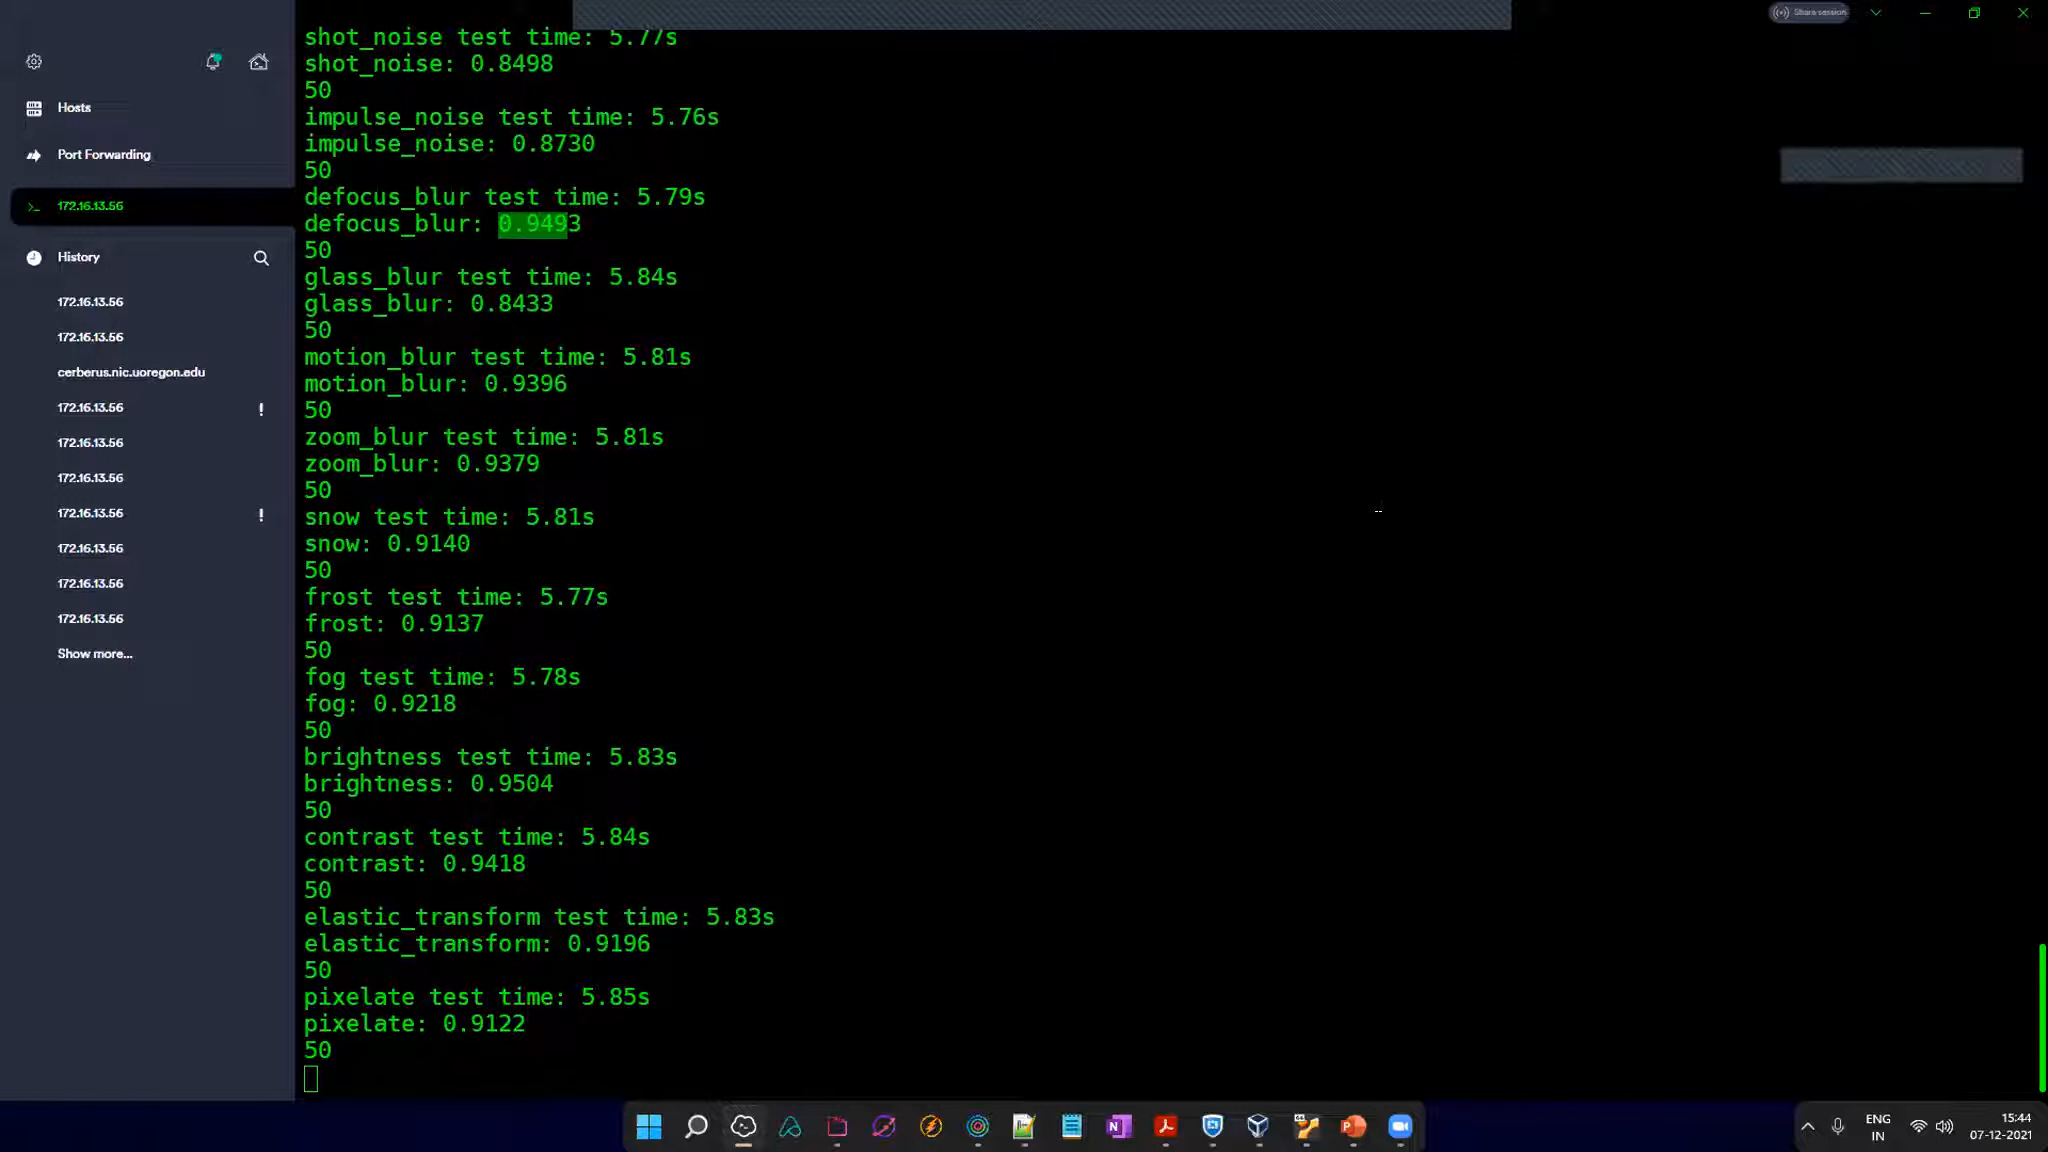 Share session
Hosts
Port Forwarding
172.16.13.56
History
172.16.13.56
172.16.13.56
cerberus.nic.uoregon.edu
172.16.13.56 !
172.16.13.56
172.16.13.56
172.16.13.56 !
172.16.13.56
172.16.13.56
172.16.13.56
Show more...
shot_noise test time: 5.77s
shot_noise: 0.8498
50
impulse_noise test time: 5.76s
impulse_noise: 0.8730
50
defocus_blur test time: 5.79s
defocus_blur: 0.9493
50
glass_blur test time: 5.84s
glass_blur: 0.8433
50
motion_blur test time: 5.81s
motion_blur: 0.9396
50
zoom_blur test time: 5.81s
zoom_blur: 0.9379
50
snow test time: 5.81s
snow: 0.9140
50
frost test time: 5.77s
frost: 0.9137
50
fog test time: 5.78s
fog: 0.9218
50
brightness test time: 5.83s
brightness: 0.9504
50
contrast test time: 5.84s
contrast: 0.9418
50
elastic_transform test time: 5.83s
elastic_transform: 0.9196
50
pixelate test time: 5.85s
pixelate: 0.9122
50
ENG
IN
15:44
07-12-2021